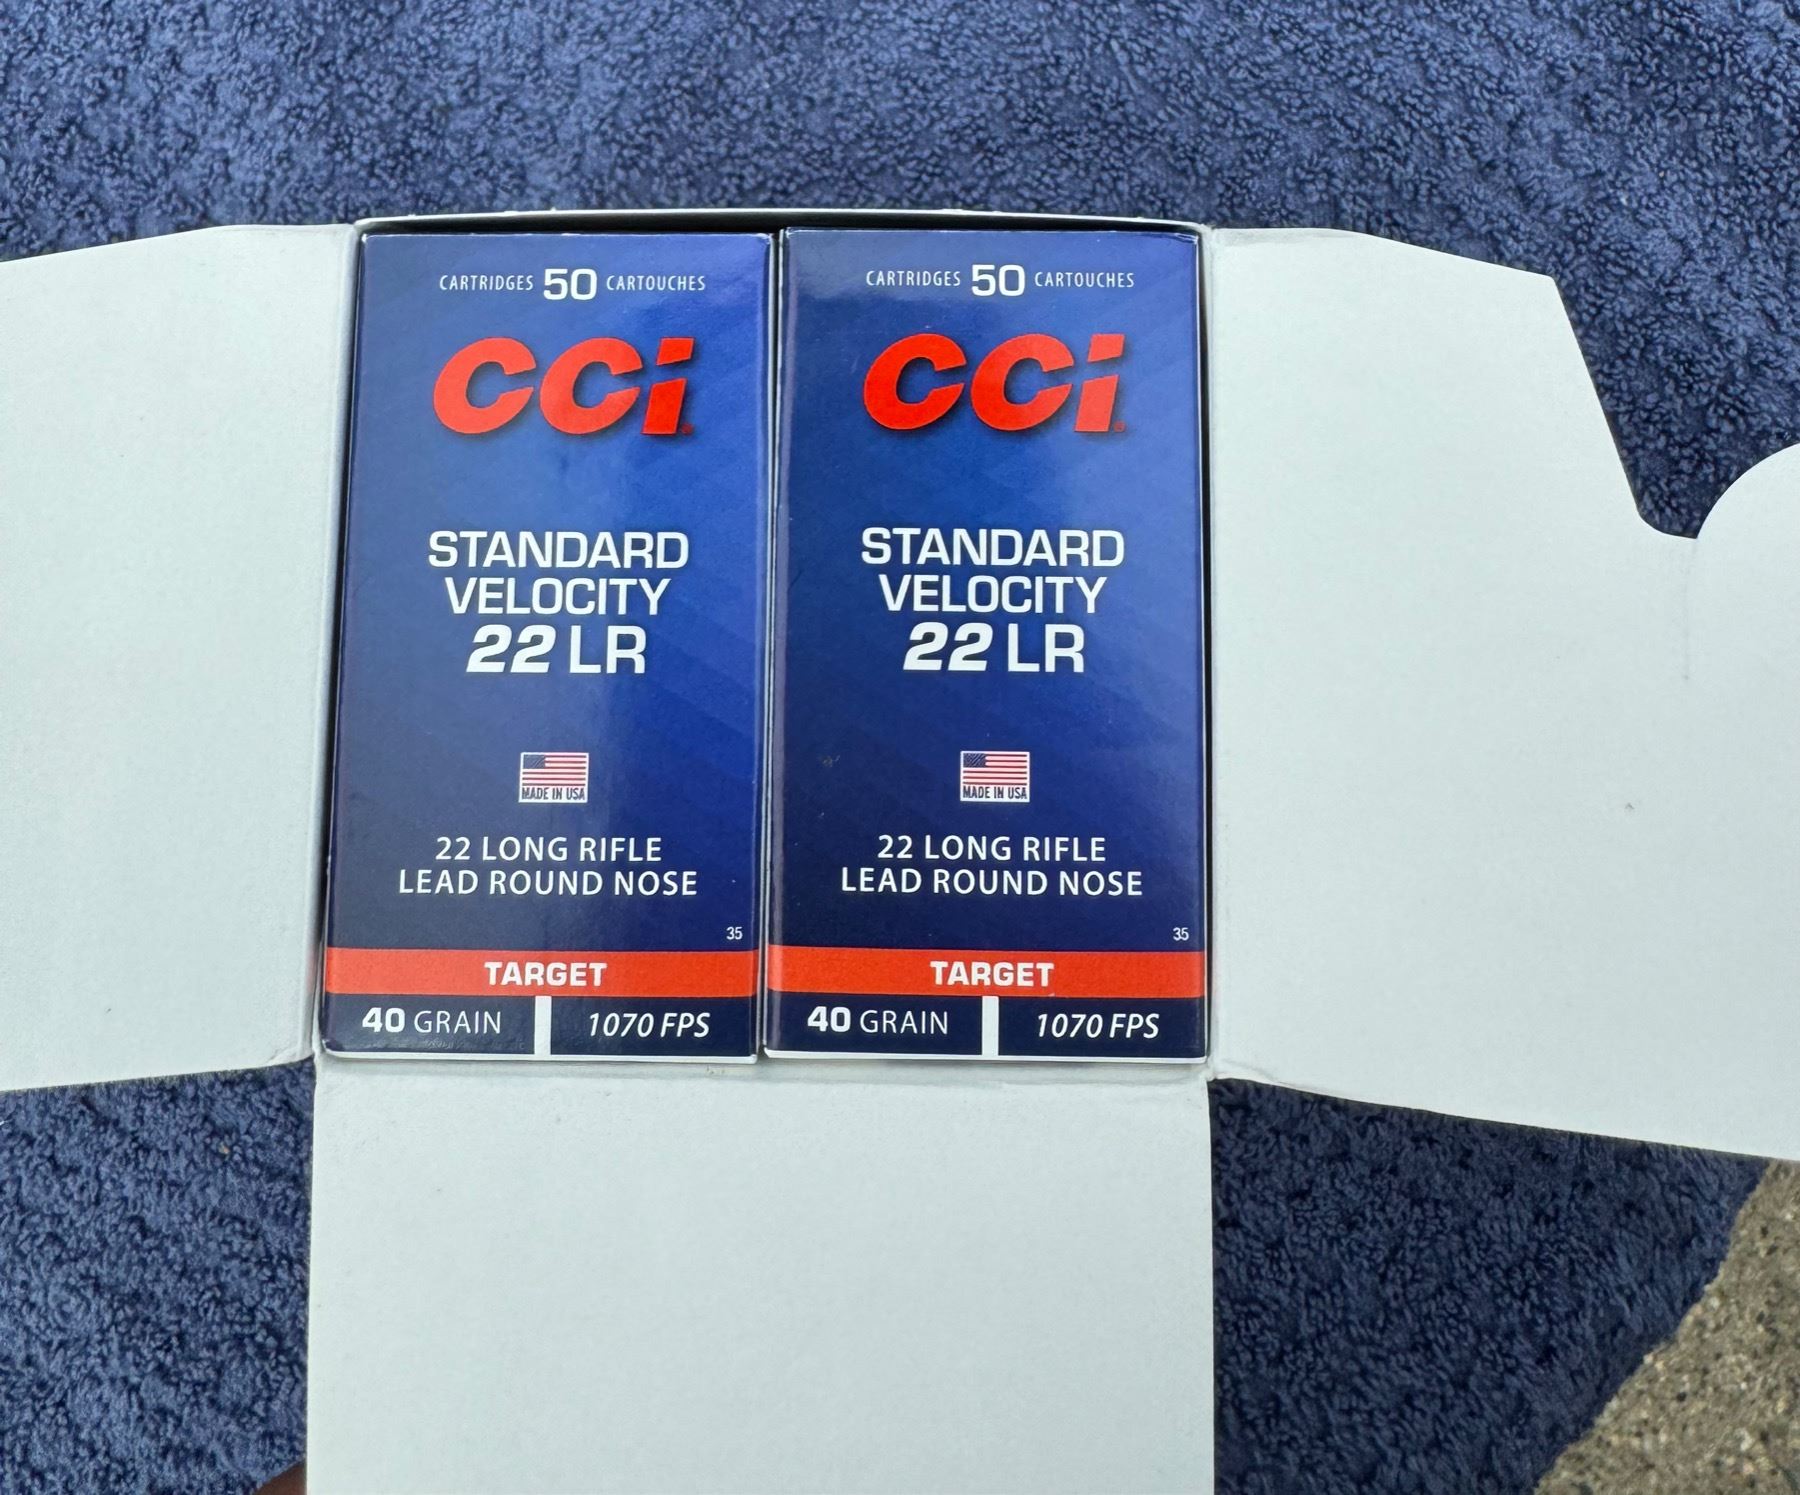 CARTRIDGES 50 CARTOUCHES
CCi
STANDARD
VELOCITY
22 LR
MADE IN USA
22 LONG RIFLE
LEAD ROUND NOSE
35
TARGET
40 GRAIN
1070 FPS
CARTRIDGES 50 CARTOUCHES
CCi
STANDARD
VELOCITY
22 LR
MADE IN USA
22 LONG RIFLE
LEAD ROUND NOSE
35
TARGET
40 GRAIN
1070 FPS